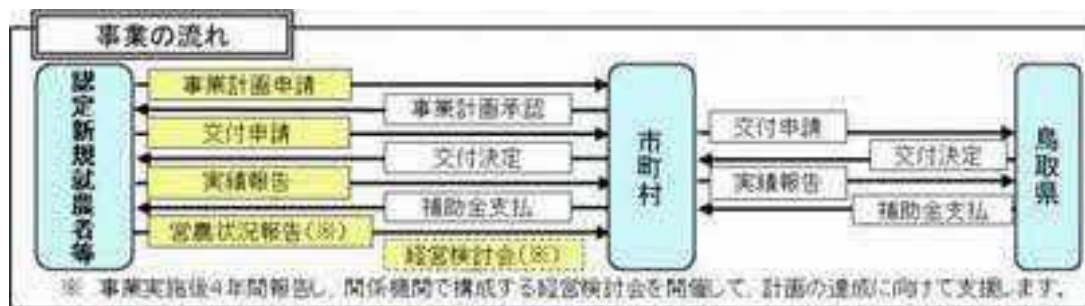 事業の流れ
認定新規就農者等
事業計画申請
事業計画承認
交付申請
交付決定
実績報告
補助金支払
営農状況報告(※)
経営検討会(※)
市町村
交付申請
交付決定
実績報告
補助金支払
鳥取県
※ 事業実施後4年間報告し、関係機関で構成する経営検討会を開催して、計画の達成に向けて支援します。